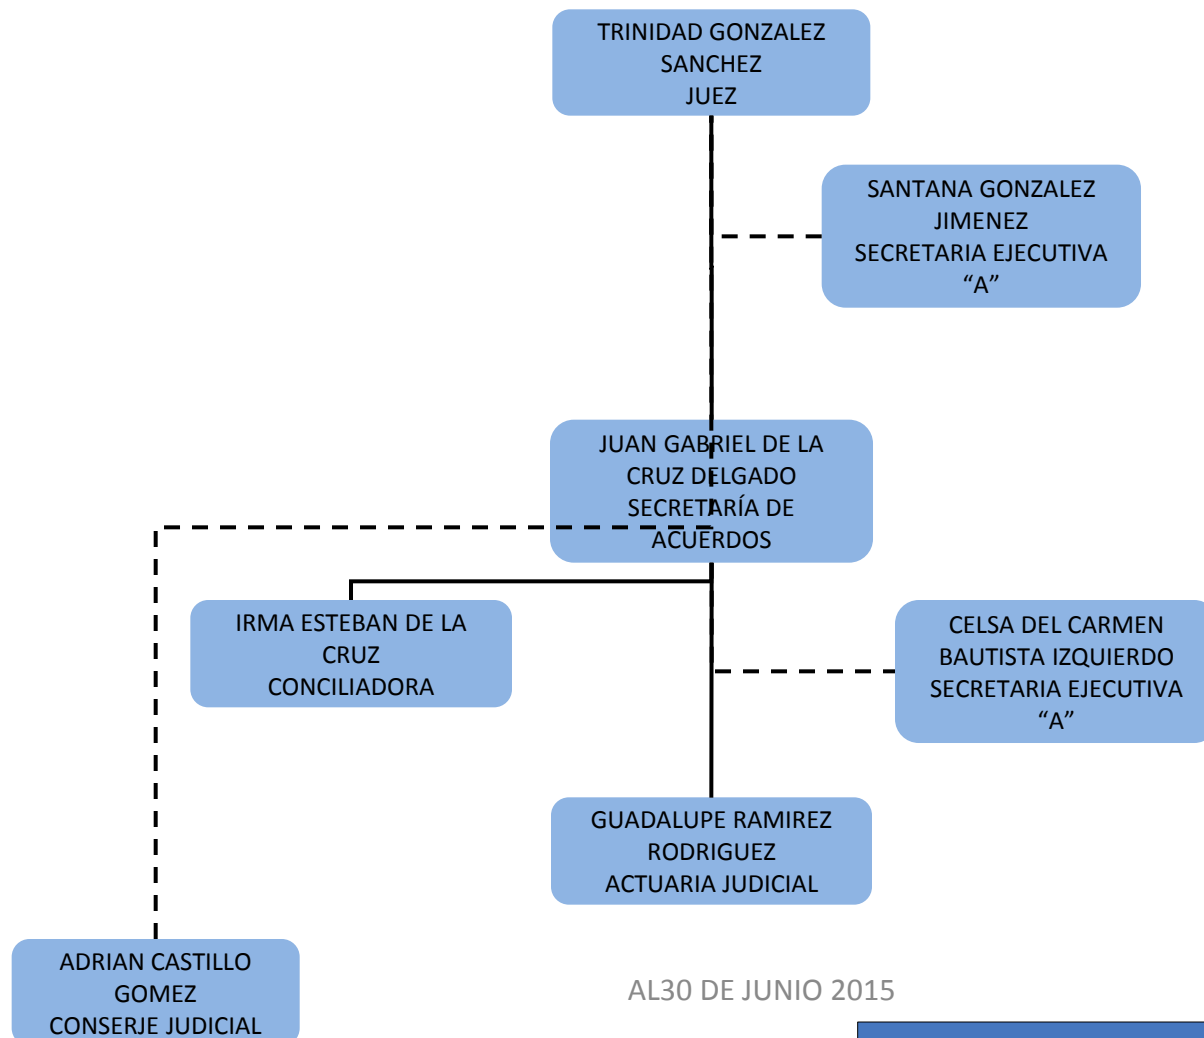 TRINIDAD GONZALEZ
SANCHEZ
JUEZ
SANTANA GONZALEZ
JIMENEZ
SECRETARIA EJECUTIVA
“A”
JUAN GABRIEL DE LA
CRUZ DELGADO
SECRETARÍA DE
ACUERDOS
IRMA ESTEBAN DE LA
CRUZ
CONCILIADORA
CELSA DEL CARMEN
BAUTISTA IZQUIERDO
SECRETARIA EJECUTIVA
“A”
GUADALUPE RAMIREZ
RODRIGUEZ
ACTUARIA JUDICIAL
ADRIAN CASTILLO
GOMEZ
CONSERJE JUDICIAL
AL30 DE JUNIO 2015